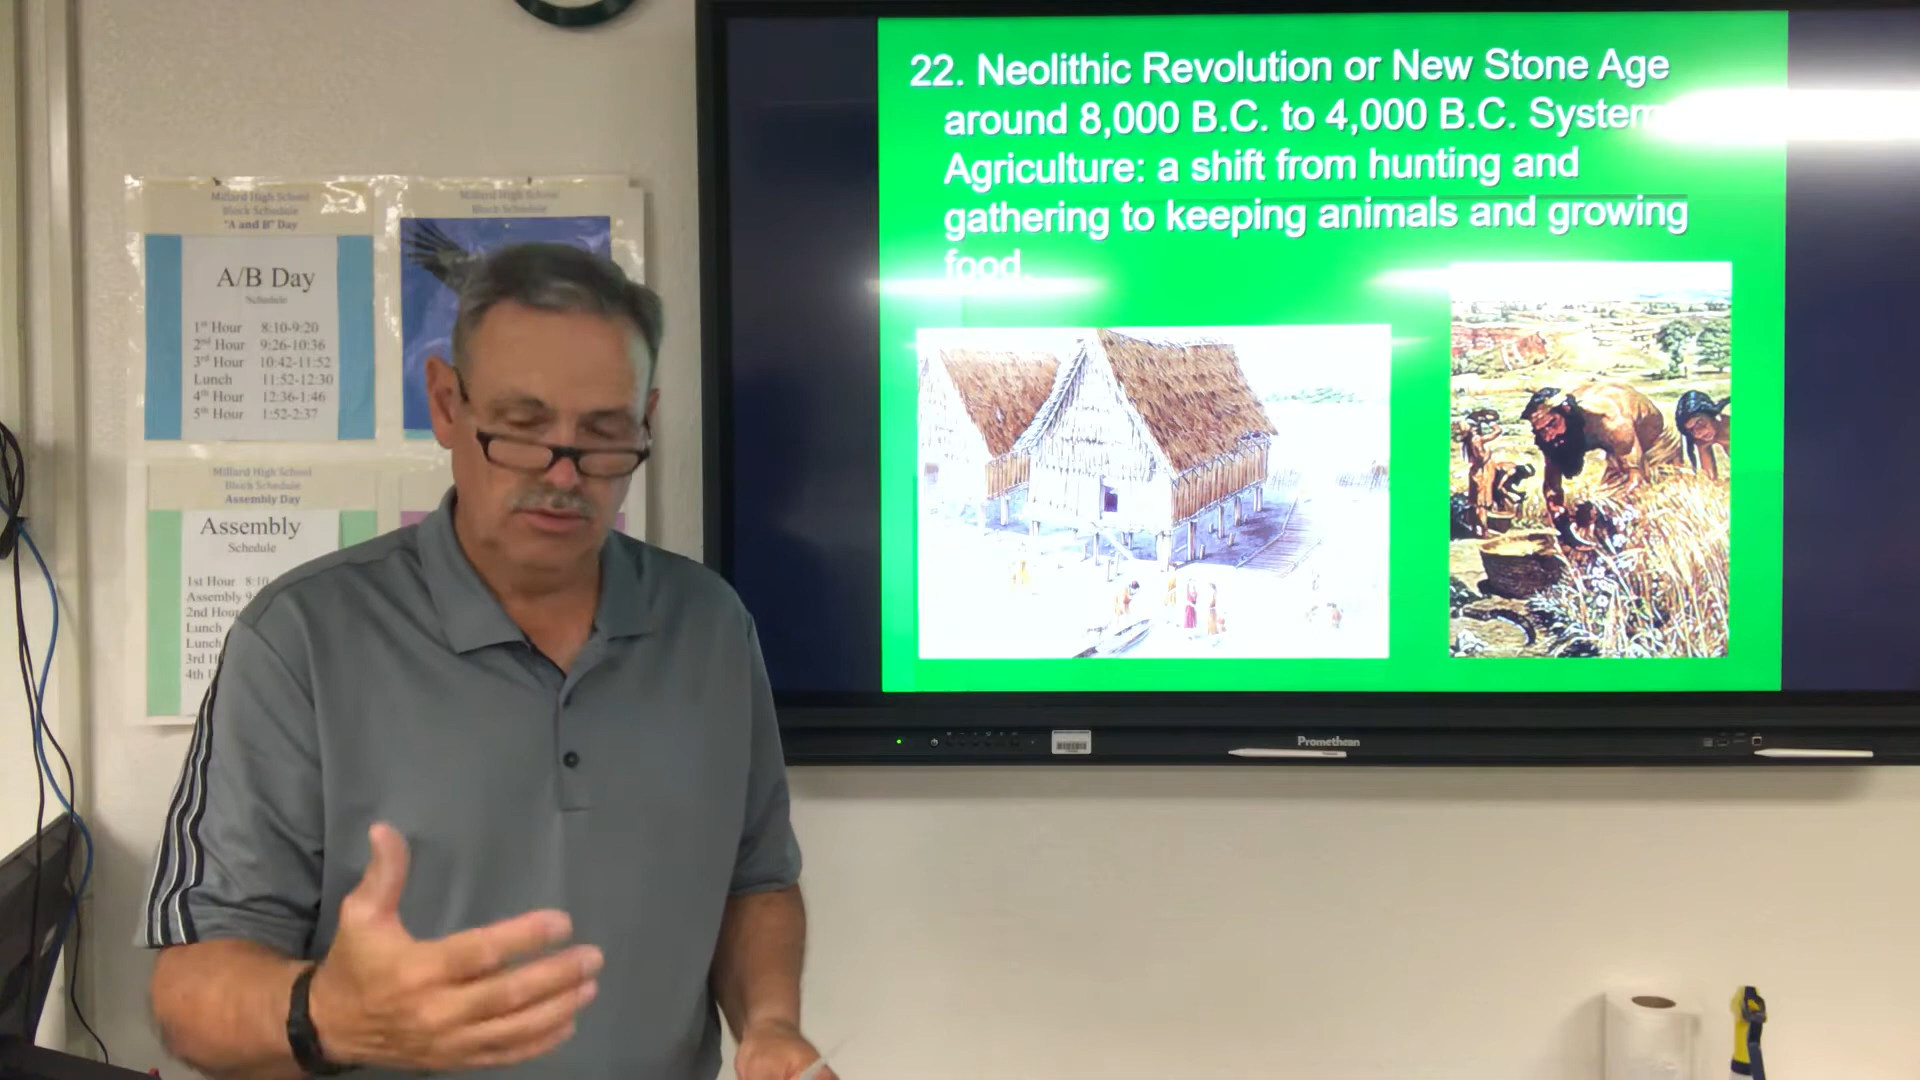 22. Neolithic Revolution or New Stone Age
around 8,000 B.C. to 4,000 B.C. System
Agriculture: a shift from hunting and
gathering to keeping animals and growing
food.
Millard High School
Block Schedule
"A and B" Day
A/B Day
Schedule
1st Hour 8:10-9:20
2nd Hour 9:26-10:36
3rd Hour 10:42-11:52
Lunch 11:52-12:30
4th Hour 12:36-1:46
5th Hour 1:52-2:37
Millard High School
Block Schedule
Millard High School
Block Schedule
Assembly Day
Assembly
Schedule
1st Hour 8:10
Assembly 9:
2nd Hour
Lunch
Lunch
3rd H
4th
Promethean